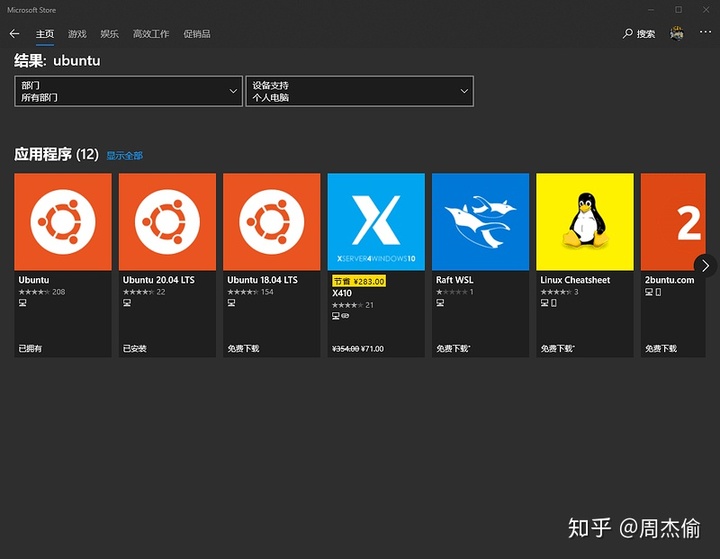 Microsoft Store
主页 游戏 娱乐 高效工作 促销品 搜索
结果: ubuntu
部门
所有部门
设备支持
个人电脑
应用程序 (12) 显示全部
2
XSERVER4WINDOWS10
Ubuntu
208
已拥有
Ubuntu 20.04 LTS
22
已安装
Ubuntu 18.04 LTS
154
免费下载
节省 ¥283.00
X410
21
¥354.00 ¥71.00
Raft WSL
1
免费下载+
Linux Cheatsheet
3
免费下载+
2buntu.com
免费下载
知乎 @周杰偷